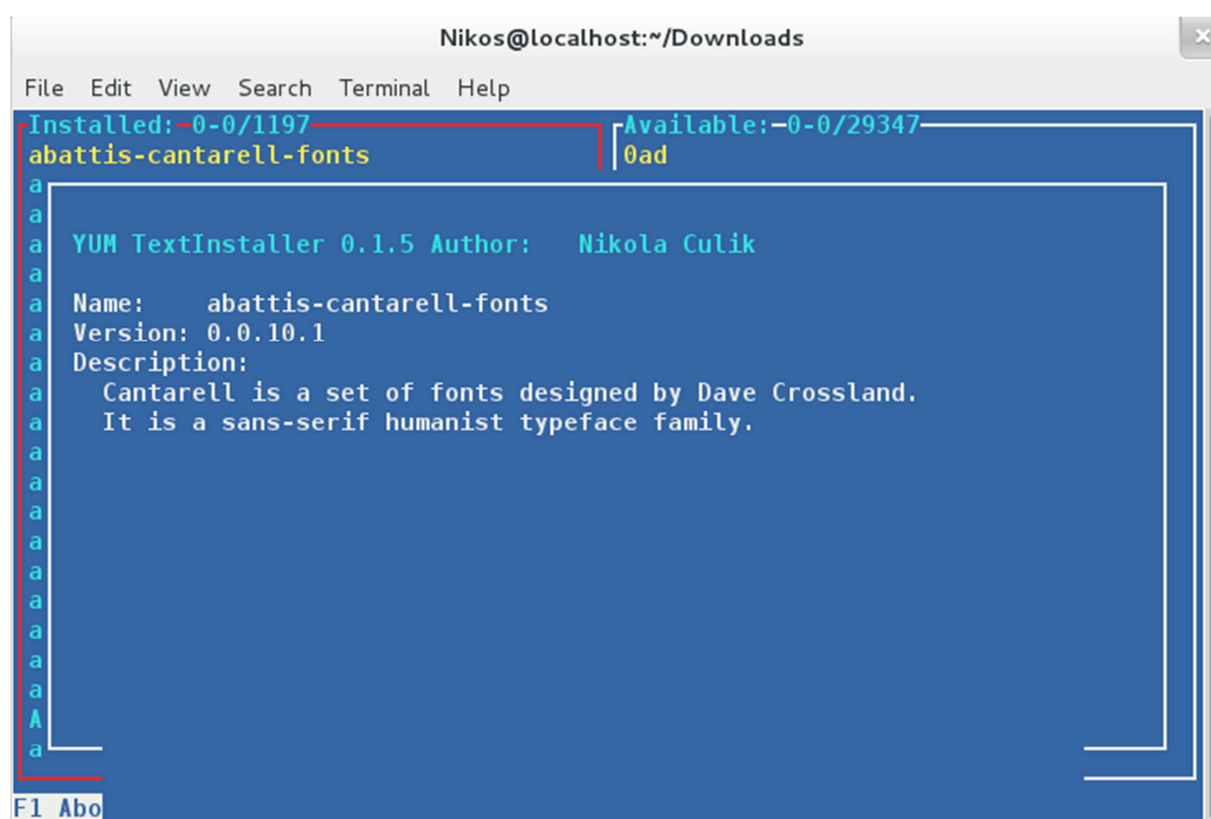 Nikos@localhost:~/Downloads
File Edit View Search Terminal Help
Installed: 0-0/1197 Available: 0-0/29347
abattis-cantarell-fonts 0ad
a
a
a YUM TextInstaller 0.1.5 Author: Nikola Culik
a
a Name: abattis-cantarell-fonts
a Version: 0.0.10.1
a Description:
a Cantarell is a set of fonts designed by Dave Crossland.
a It is a sans-serif humanist typeface family.
a
a
a
a
a
a
a
a
a
A
a
F1 Abo